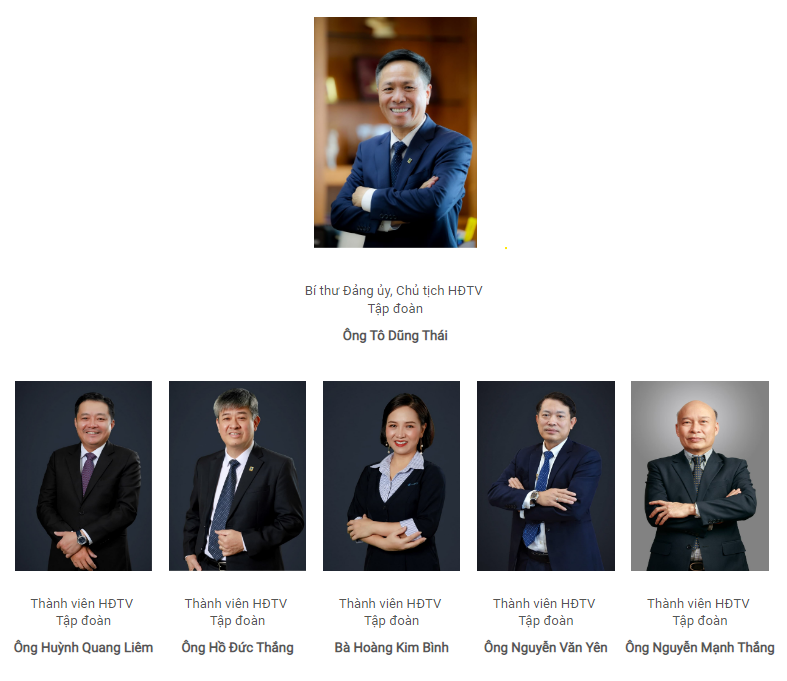 Bí thư Đảng ủy, Chủ tịch HĐTV
Tập đoàn
Ông Tô Dũng Thái
Thành viên HĐTV
Tập đoàn
Ông Huỳnh Quang Liêm
Thành viên HĐTV
Tập đoàn
Ông Hồ Đức Thắng
Thành viên HĐTV
Tập đoàn
Bà Hoàng Kim Bình
Thành viên HĐTV
Tập đoàn
Ông Nguyễn Văn Yên
Thành viên HĐTV
Tập đoàn
Ông Nguyễn Mạnh Thắng